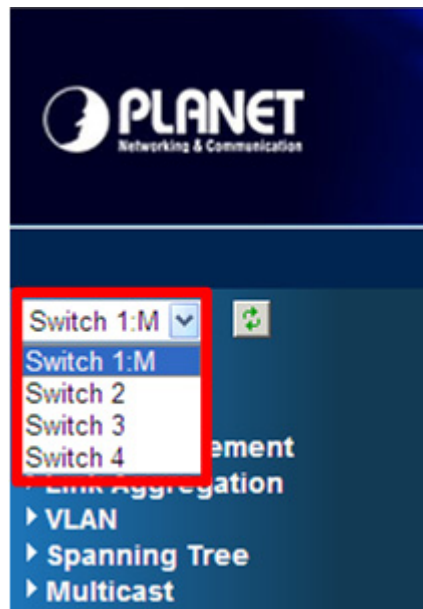 PLANET
Networking & Communication
Switch 1:M
Switch 1:M
Switch 2
Switch 3
Switch 4
ement
Link Aggregation
VLAN
Spanning Tree
Multicast